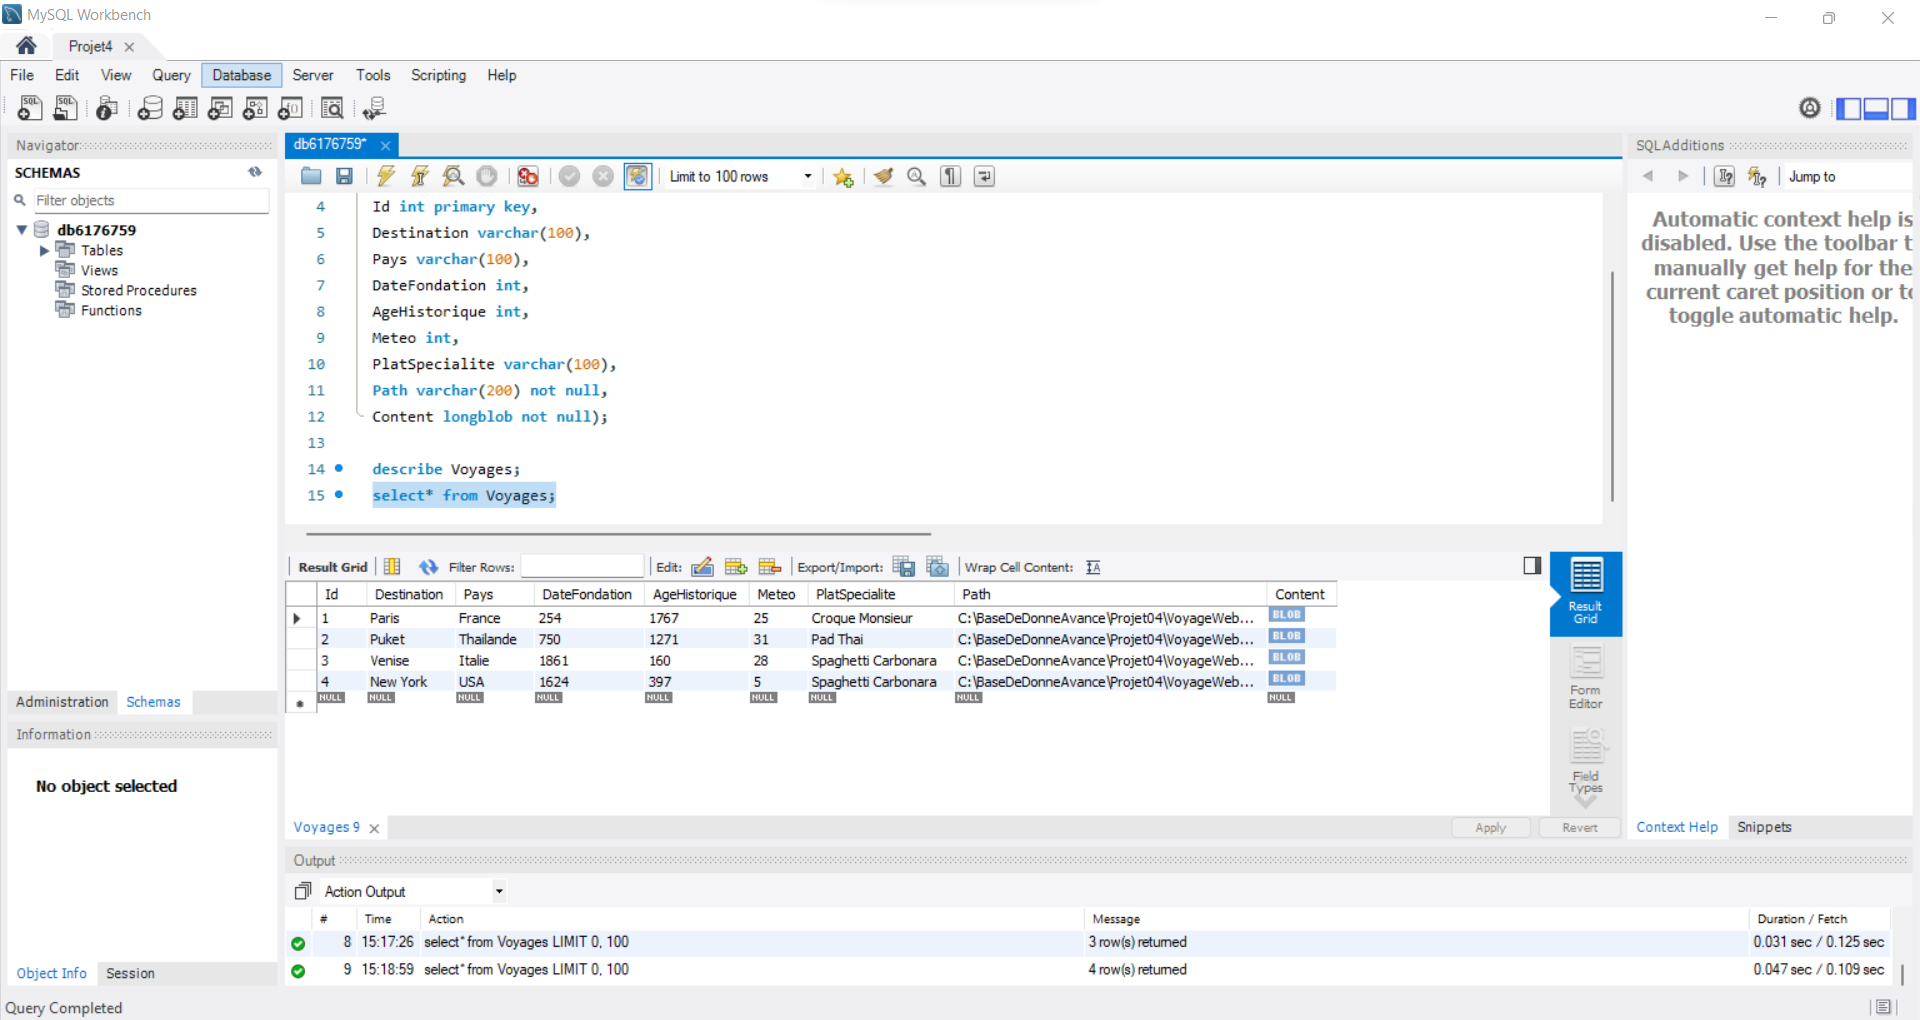 MySQL Workbench
Projet4
File Edit View Query Database Server Tools Scripting Help
Navigator
SCHEMAS
Filter objects
db6176759
Tables
Views
Stored Procedures
Functions
Administration Schemas
Information
No object selected
Object Info Session
Query Completed
db6176759*
Limit to 100 rows
4 Id int primary key,
5 Destination varchar(100),
6 Pays varchar(100),
7 DateFondation int,
8 AgeHistorique int,
9 Meteo int,
10 PlatSpecialite varchar(100),
11 Path varchar(200) not null,
12 Content longblob not null);
13
14 describe Voyages;
15 select* from Voyages;
Result Grid Filter Rows: Edit: Export/Import: Wrap Cell Content:
Id Destination Pays DateFondation AgeHistorique Meteo PlatSpecialite Path Content
1 Paris France 254 1767 25 Croque Monsieur C:\BaseDeDonneAvance\Projet04\VoyageWeb... BLOB
2 Puket Thailande 750 1271 31 Pad Thai C:\BaseDeDonneAvance\Projet04\VoyageWeb... BLOB
3 Venise Italie 1861 160 28 Spaghetti Carbonara C:\BaseDeDonneAvance\Projet04\VoyageWeb... BLOB
4 New York USA 1624 397 5 Spaghetti Carbonara C:\BaseDeDonneAvance\Projet04\VoyageWeb... BLOB
NULL NULL NULL NULL NULL NULL NULL NULL NULL
Result
Grid
Form
Editor
Field
Types
Voyages 9
Apply Revert
SQLAdditions
Jump to
Automatic context help is
disabled. Use the toolbar t
manually get help for the
current caret position or to
toggle automatic help.
Context Help Snippets
Output
Action Output
# Time Action Message Duration / Fetch
8 15:17:26 select* from Voyages LIMIT 0, 100 3 row(s) returned 0.031 sec / 0.125 sec
9 15:18:59 select* from Voyages LIMIT 0, 100 4 row(s) returned 0.047 sec / 0.109 sec